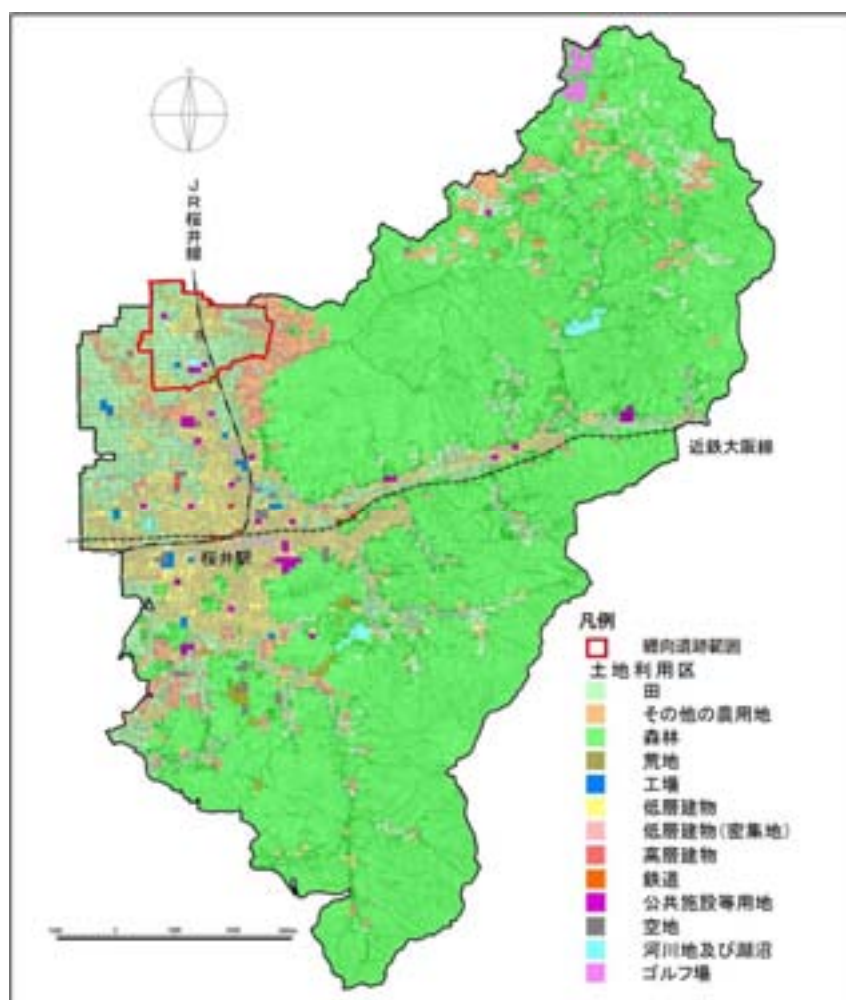 JR桜井線
近鉄大阪線
桜井駅
凡例
纒向遺跡範囲
土地利用区
田
その他の農用地
森林
荒地
工場
低層建物
低層建物(密集地)
高層建物
鉄道
公共施設等用地
空地
河川地及び湖沼
ゴルフ場